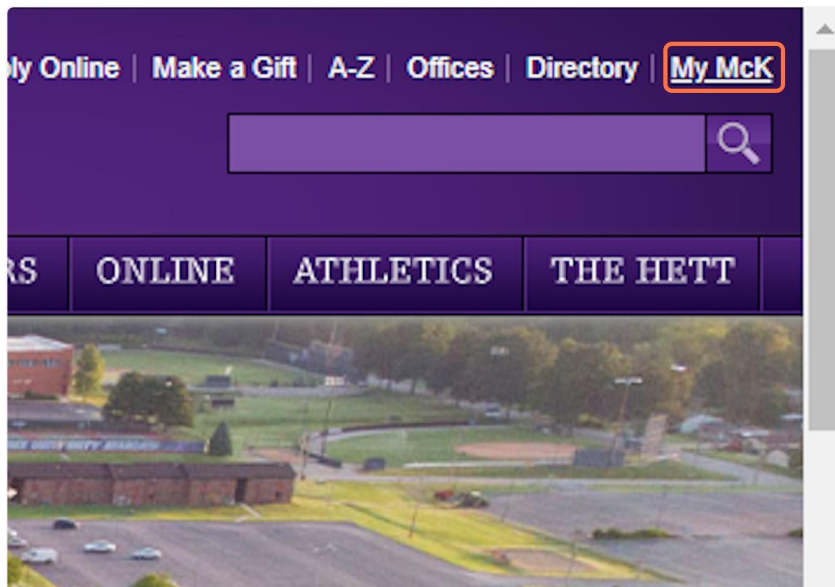 ply Online | Make a Gift | A-Z | Offices | Directory | My McK
RS ONLINE ATHLETICS THE HETT